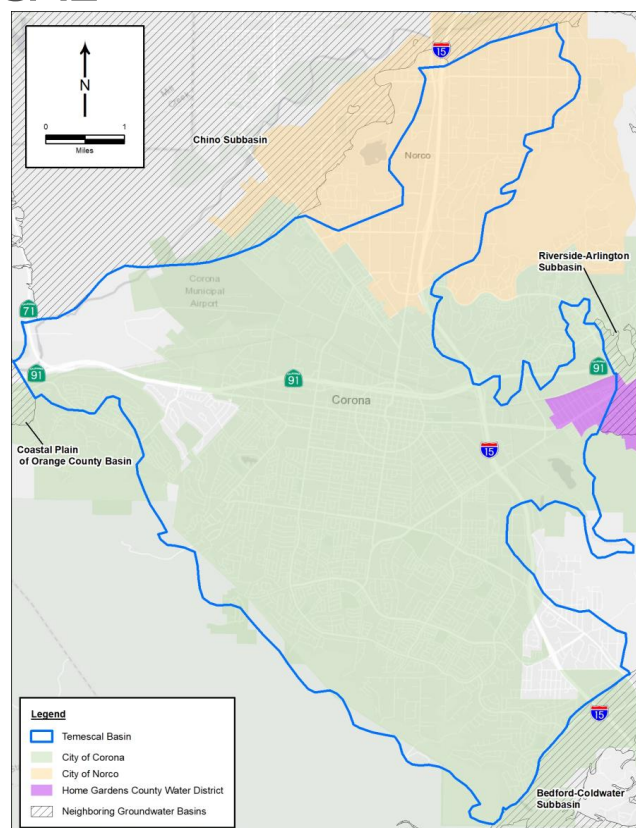 N
0
1
Miles
15
Mill
Creek
Chino Subbasin
Norco
Riverside-Arlington
Subbasin
Corona
Municipal
Airport
71
91
91
91
Corona
15
Coastal Plain
of Orange County Basin
15
Legend
Temescal Basin
City of Corona
City of Norco
Home Gardens County Water District
Neighboring Groundwater Basins
Bedford-Coldwater
Subbasin